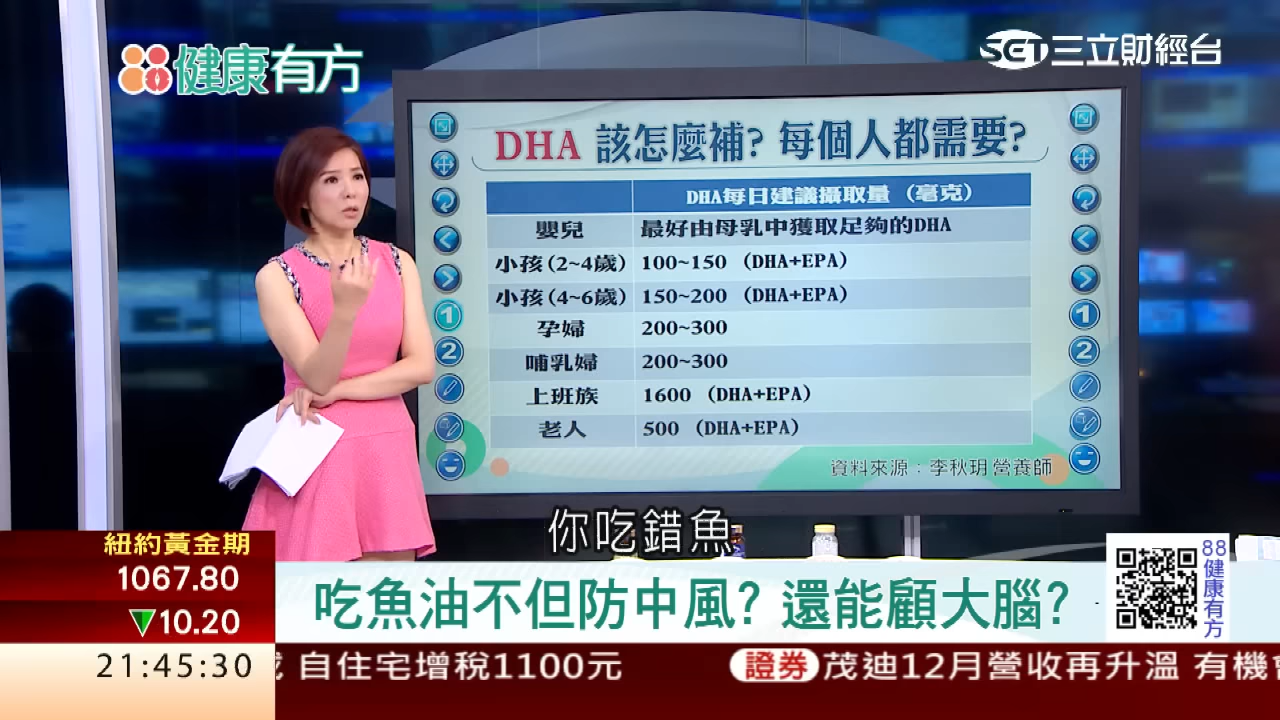 健康有方
SET三立財經台
DHA 該怎麼補? 每個人都需要?
DHA每日建議攝取量 (毫克)
嬰兒 最好由母乳中獲取足夠的DHA
小孩(2~4歲) 100~150 (DHA+EPA)
小孩(4~6歲) 150~200 (DHA+EPA)
孕婦 200~300
哺乳婦 200~300
上班族 1600 (DHA+EPA)
老人 500 (DHA+EPA)
資料來源：李秋玥 營養師
1
2
1
2
你吃錯魚
紐約黃金期
1067.80
▼10.20
吃魚油不但防中風? 還能顧大腦?
88健康有方
21:45:30
自住宅增稅1100元 證券 茂迪12月營收再升溫 有機